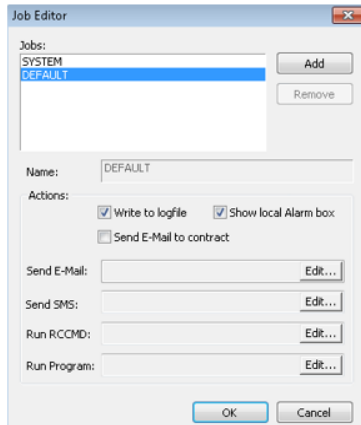 Job Editor
Jobs:
SYSTEM
DEFAULT
Add
Remove
Name: DEFAULT
Actions:
Write to logfile Show local Alarm box
Send E-Mail to contract
Send E-Mail: Edit...
Send SMS: Edit...
Run RCCMD: Edit...
Run Program: Edit...
OK Cancel